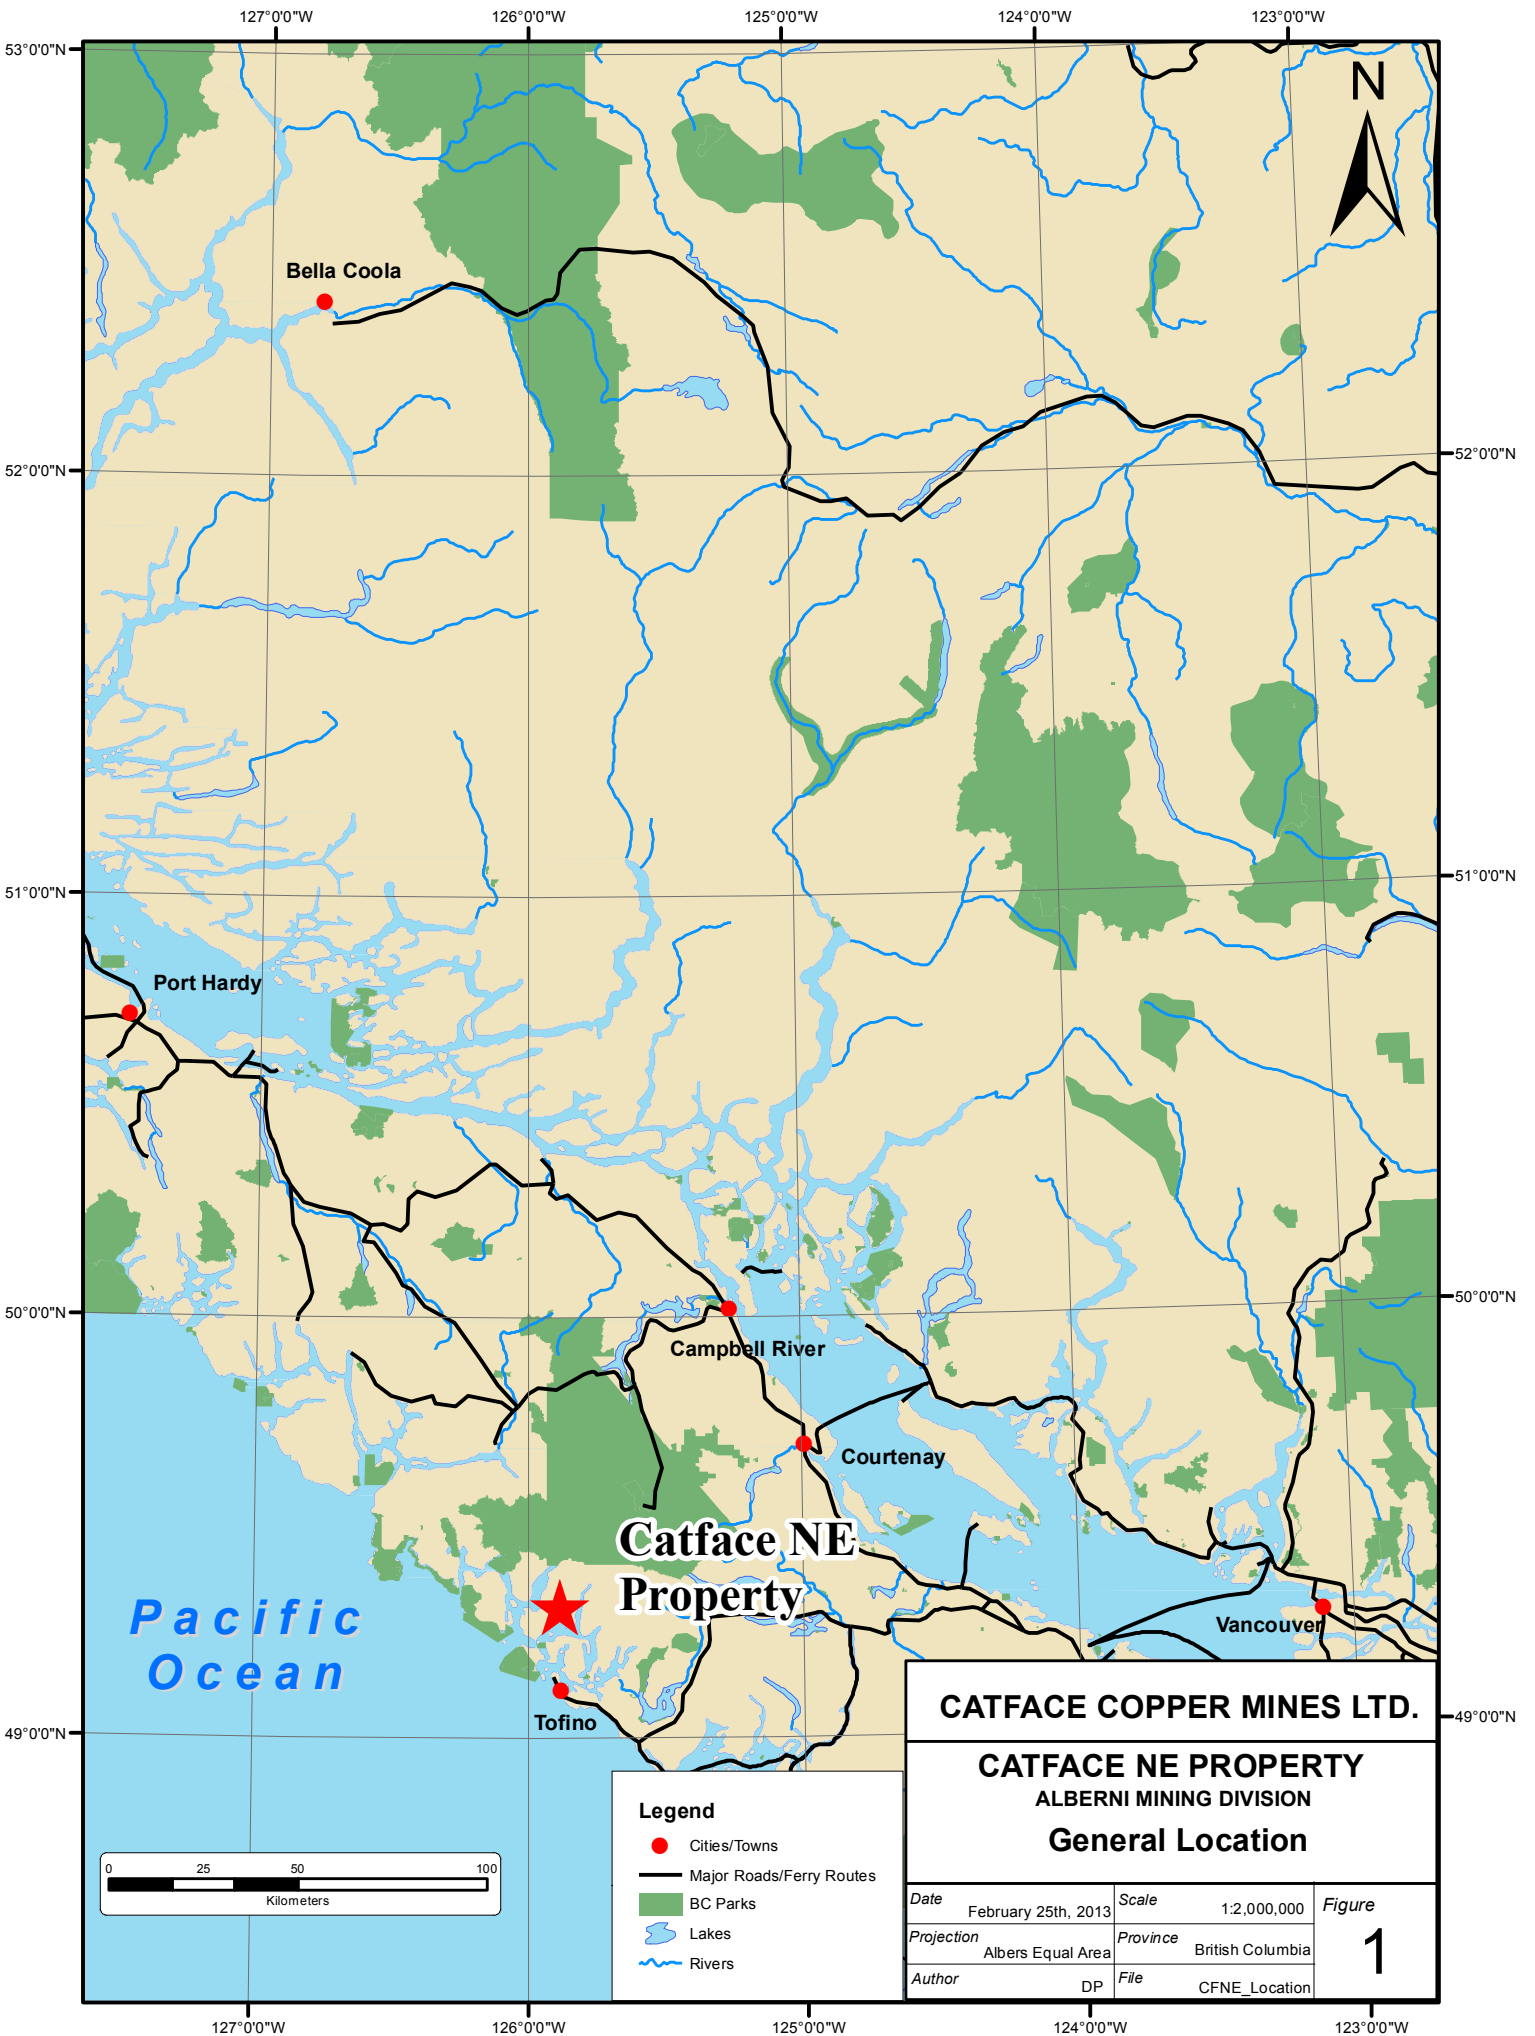 127°0'0"W
126°0'0"W
125°0'0"W
124°0'0"W
123°0'0"W
53°0'0"N
N
Bella Coola
52°0'0"N
52°0'0"N
51°0'0"N
51°0'0"N
Port Hardy
50°0'0"N
50°0'0"N
Campbell River
Courtenay
Catface NE
Property
Pacific
Ocean
Vancouver
Tofino
49°0'0"N
49°0'0"N
CATFACE COPPER MINES LTD.
CATFACE NE PROPERTY
ALBERNI MINING DIVISION
General Location
Legend
Cities/Towns
Major Roads/Ferry Routes
BC Parks
Lakes
Rivers
0 25 50 100
Kilometers
Date February 25th, 2013
Scale 1:2,000,000
Figure
1
Projection Albers Equal Area
Province British Columbia
Author DP
File CFNE_Location
127°0'0"W
126°0'0"W
125°0'0"W
124°0'0"W
123°0'0"W